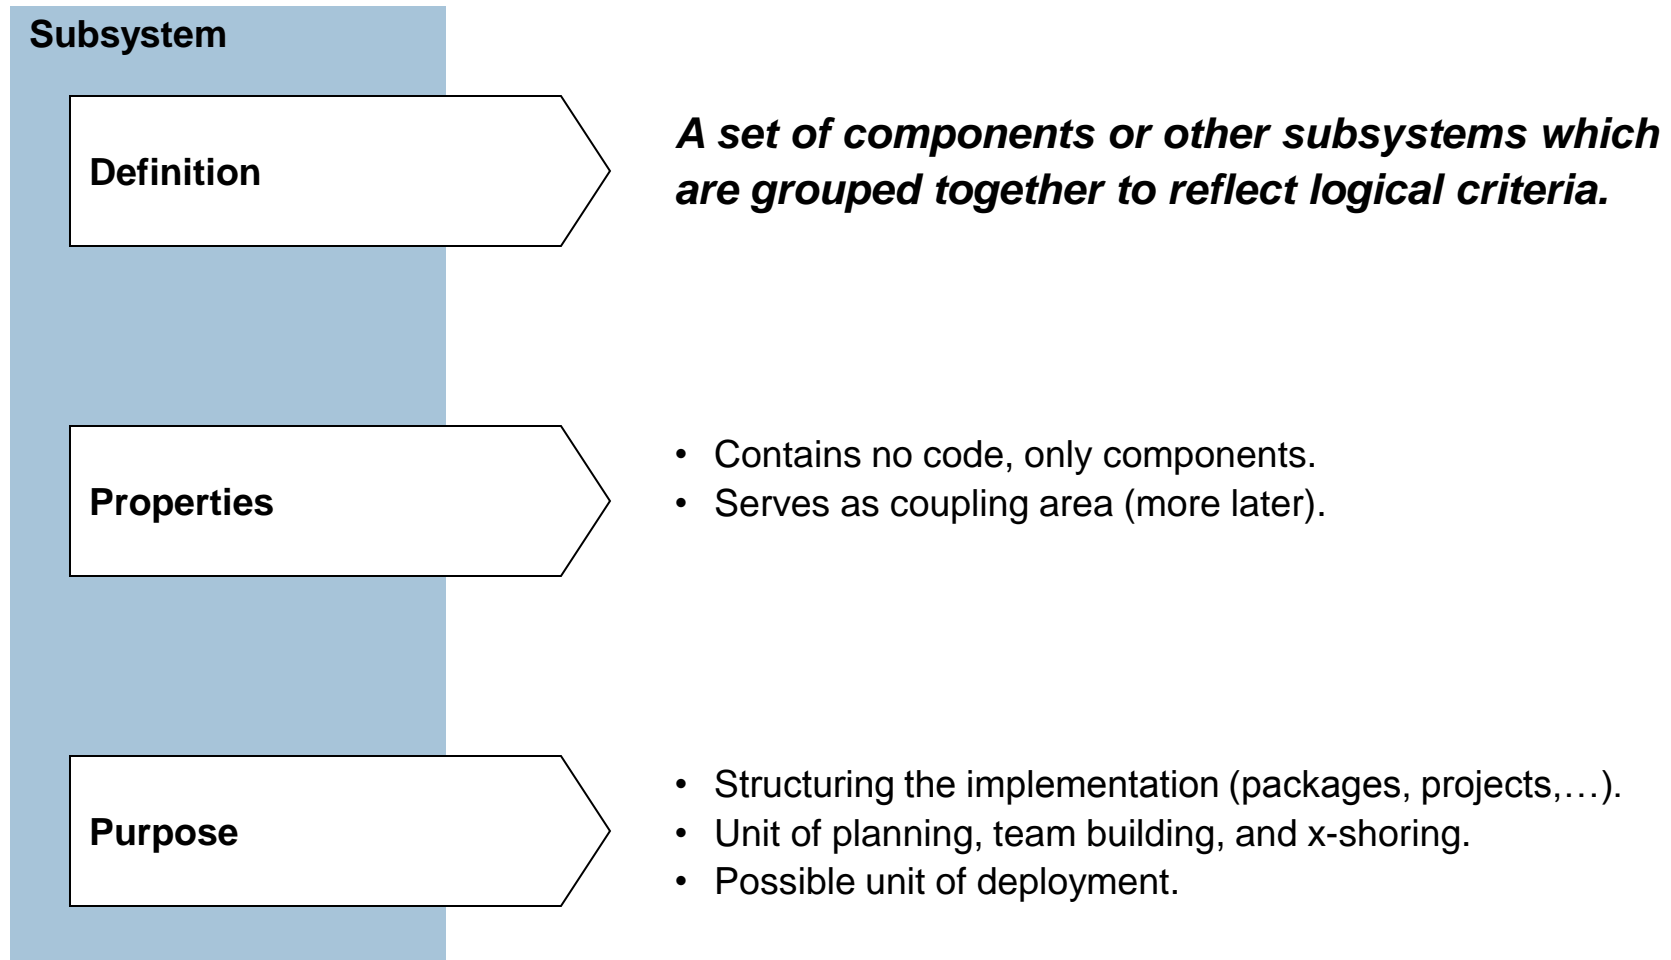 Subsystem
Definition
A set of components or other subsystems which
are grouped together to reflect logical criteria.
Properties
• Contains no code, only components.
• Serves as coupling area (more later).
Purpose
• Structuring the implementation (packages, projects,…).
• Unit of planning, team building, and x-shoring.
• Possible unit of deployment.